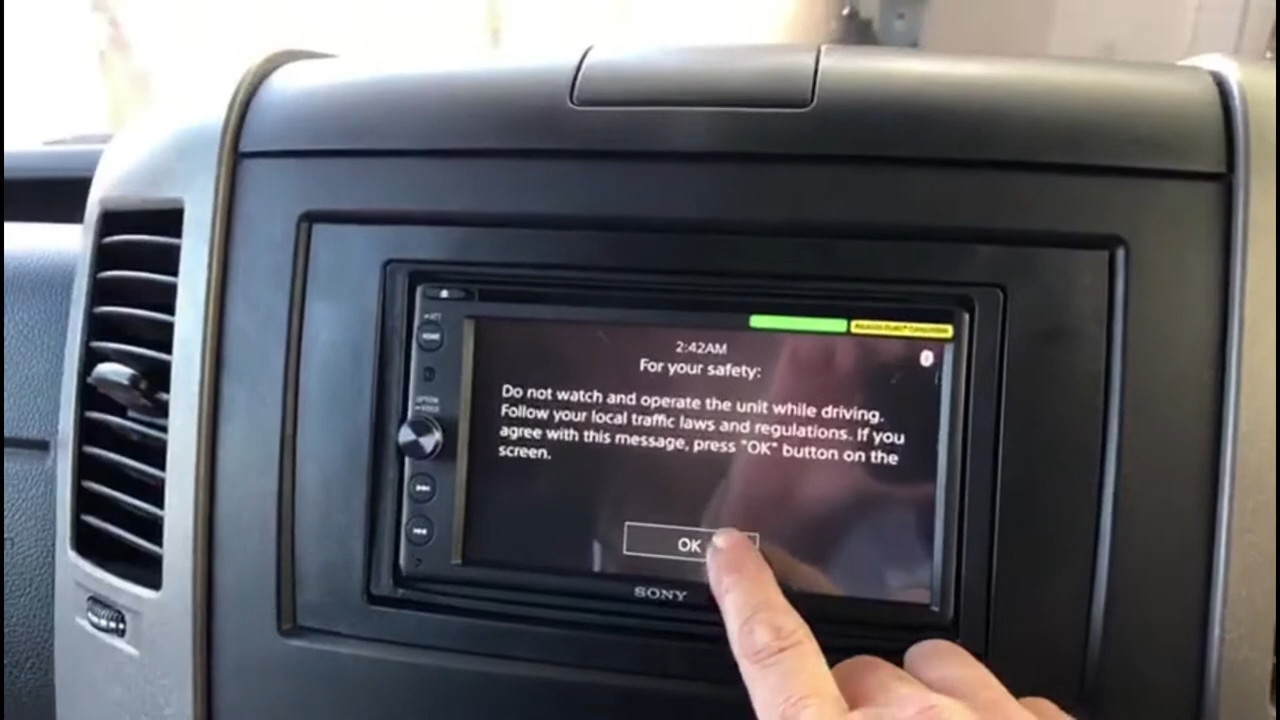 2:42AM
For your safety:
Do not watch and operate the unit while driving.
Follow your local traffic laws and regulations. If you
agree with this message, press "OK" button on the
screen.
OK
SONY
HOME
OPTION